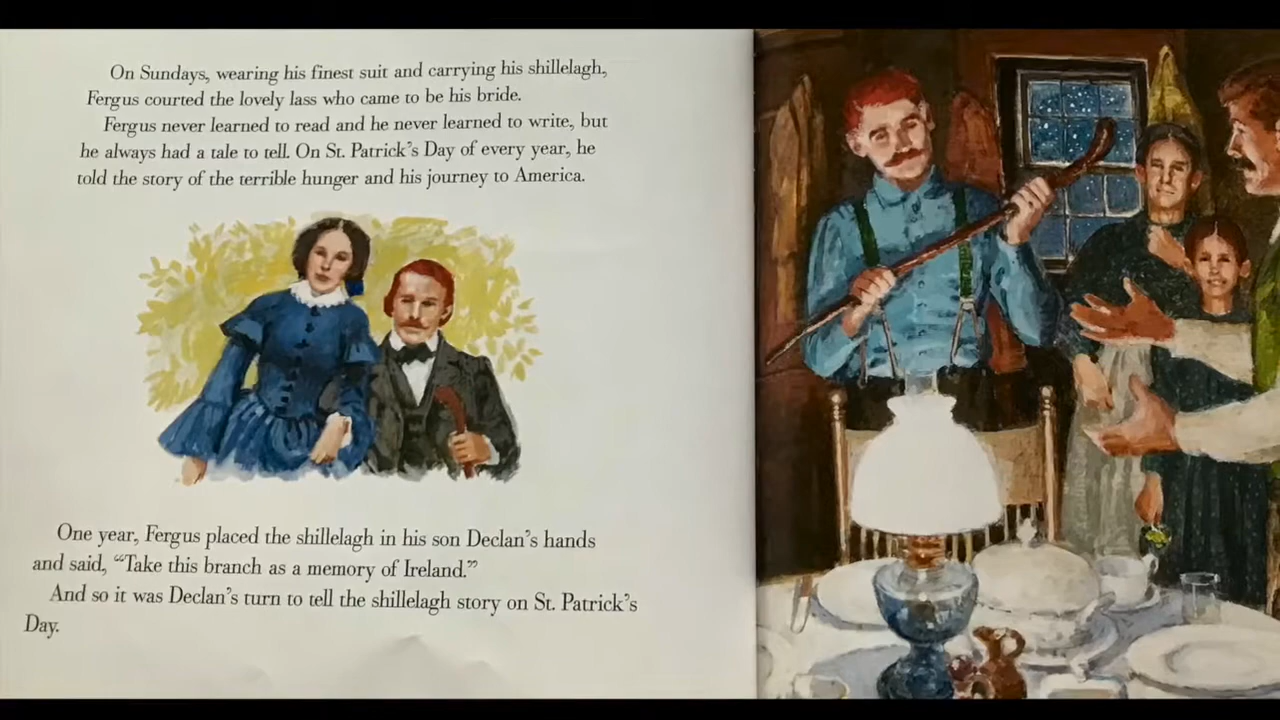 On Sundays, wearing his finest suit and carrying his shillelagh,
Fergus courted the lovely lass who came to be his bride.
Fergus never learned to read and he never learned to write, but
he always had a tale to tell. On St. Patrick's Day of every year, he
told the story of the terrible hunger and his journey to America.
One year, Fergus placed the shillelagh in his son Declan's hands
and said, “Take this branch as a memory of Ireland.”
And so it was Declan's turn to tell the shillelagh story on St. Patrick's
Day.